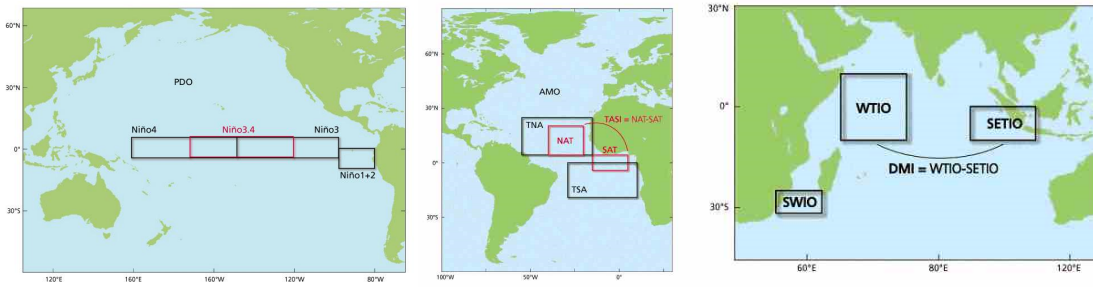 60°N
30°N
0°
30°S
PDO
Niño4
Niño3.4
Niño3
Niño1+2
120°E
160°E
160°W
120°W
80°W
60°N
30°N
0°
30°S
AMO
TNA
TASI = NAT-SAT
NAT
SAT
TSA
100°W
50°W
0°
30°N
0°
30°S
WTIO
SETIO
DMI = WTIO-SETIO
SWIO
60°E
80°E
120°E